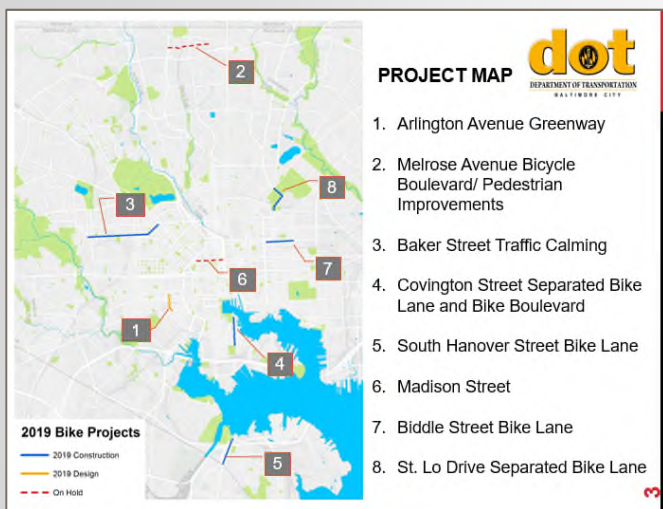 PROJECT MAP
dot
DEPARTMENT OF TRANSPORTATION
BALTIMORE CITY
1. Arlington Avenue Greenway
2. Melrose Avenue Bicycle
Boulevard/ Pedestrian
Improvements
3. Baker Street Traffic Calming
4. Covington Street Separated Bike
Lane and Bike Boulevard
5. South Hanover Street Bike Lane
6. Madison Street
7. Biddle Street Bike Lane
8. St. Lo Drive Separated Bike Lane
2
8
3
7
6
1
4
5
2019 Bike Projects
2019 Construction
2019 Design
On Hold
3